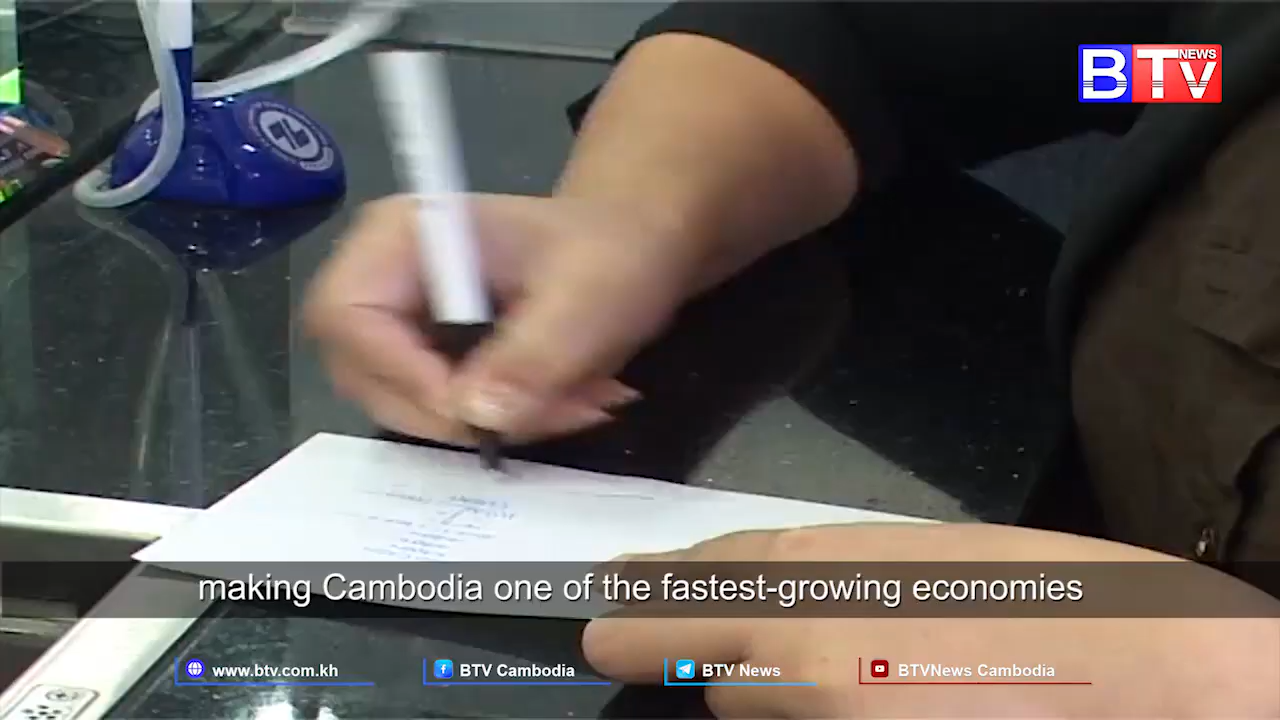 BTV NEWS
making Cambodia one of the fastest-growing economies
www.btv.com.kh
BTV Cambodia
BTV News
BTVNews Cambodia